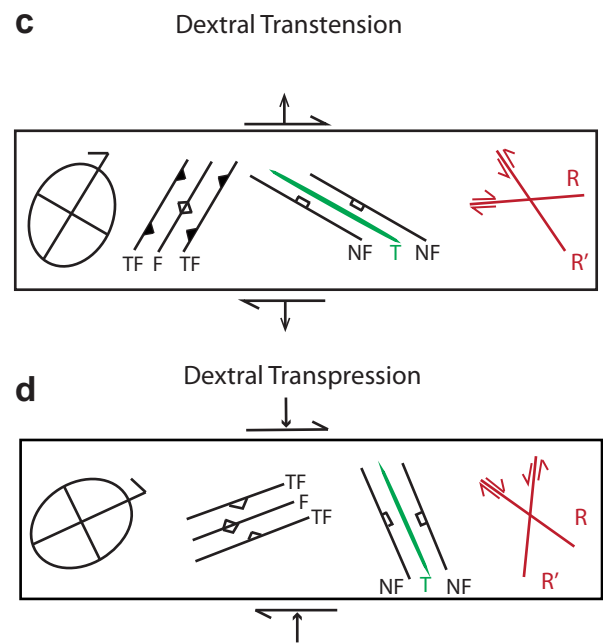 c
Dextral Transtension
R
TF F TF
NF T NF
R'
d
Dextral Transpression
TF
F
TF
R
NF T NF
R'